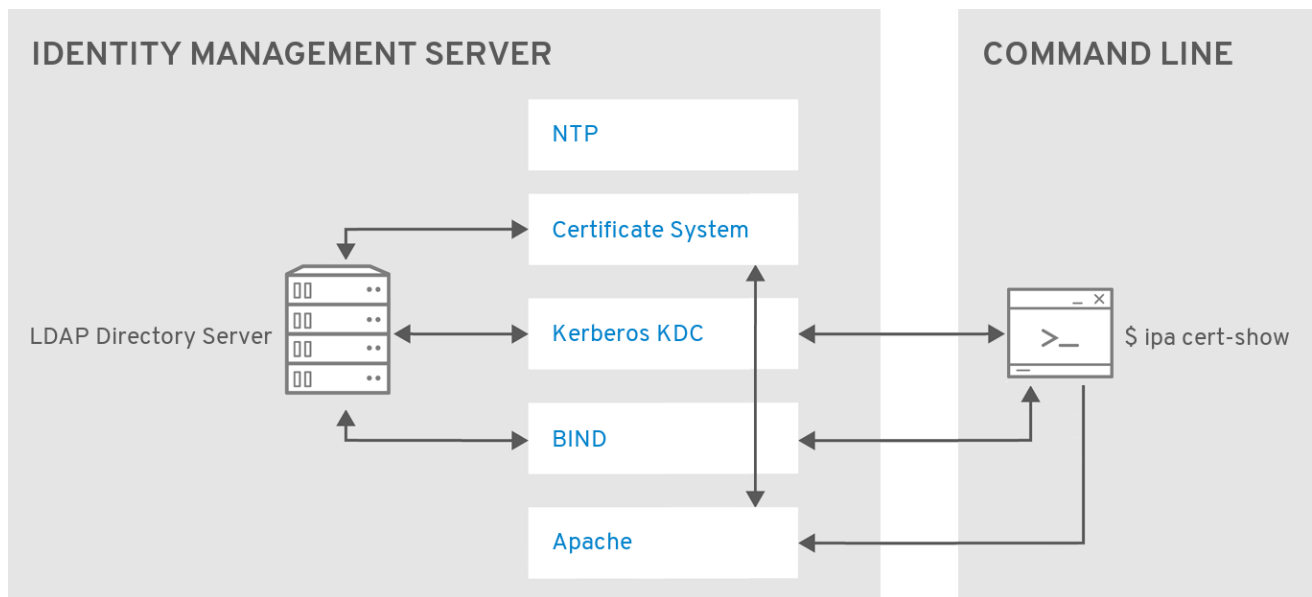 IDENTITY MANAGEMENT SERVER
COMMAND LINE
NTP
Certificate System
LDAP Directory Server
Kerberos KDC
>_
$ ipa cert-show
BIND
Apache